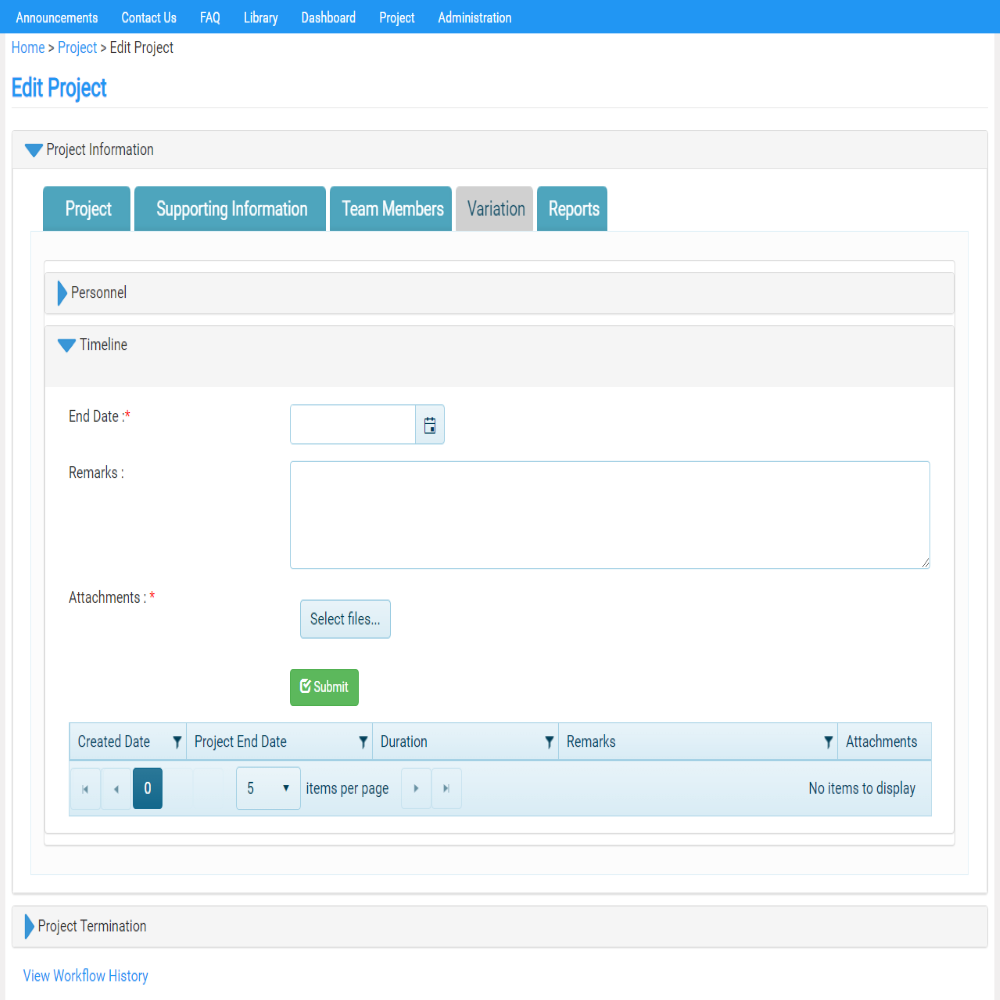 Announcements Contact Us FAQ Library Dashboard Project Administration
Home > Project > Edit Project
Edit Project
Project Information
Project Supporting Information Team Members Variation Reports
Personnel
Timeline
End Date :*
Remarks :
Attachments : *
Select files...
Submit
Created Date Project End Date Duration Remarks Attachments
0 5 items per page No items to display
Project Termination
View Workflow History